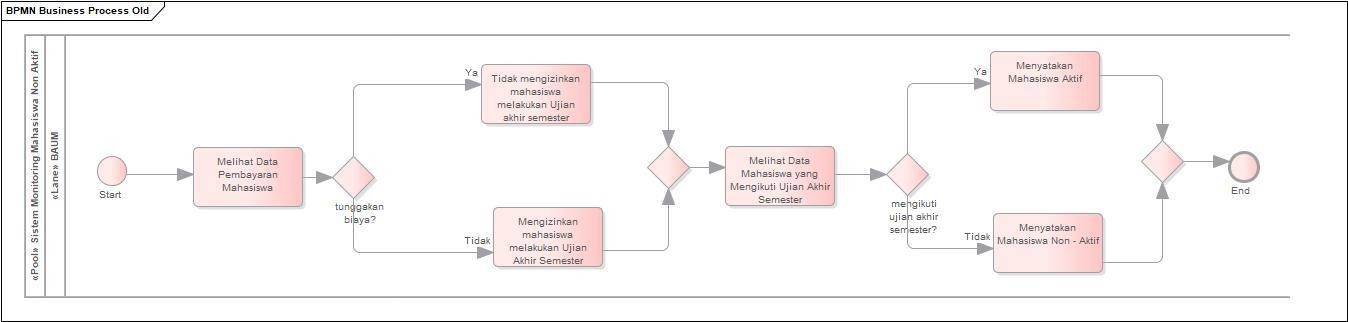 BPMN Business Process Old
«Pool» Sistem Monitoring Mahasiswa Non Aktif
«Lane» BAUM
Start
Melihat Data
Pembayaran
Mahasiswa
tunggakan
biaya?
Ya
Tidak mengizinkan
mahasiswa
melakukan Ujian
akhir semester
Tidak
Mengizinkan
mahasiswa
melakukan Ujian
Akhir Semester
Melihat Data
Mahasiswa yang
Mengikuti Ujian Akhir
Semester
mengikuti
ujian akhir
semester?
Ya
Menyatakan
Mahasiswa Aktif
Tidak
Menyatakan
Mahasiswa Non - Aktif
End